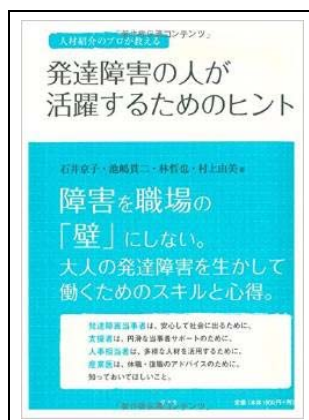 人材紹介のプロが教える
発達障害の人が
活躍するためのヒント
石井京子・池嶋貫二・林哲也・村上由美 著
障害を職場の
「壁」にしない。
大人の発達障害を生かして
働くためのスキルと心得。
発達障害当事者は、安心して社会に出るために、
支援者は、円滑な当事者サポートのために、
人事担当者は、多様な人材を活用するために、
産業医は、休職・復職のアドバイスのために、
知っておいてほしいこと。